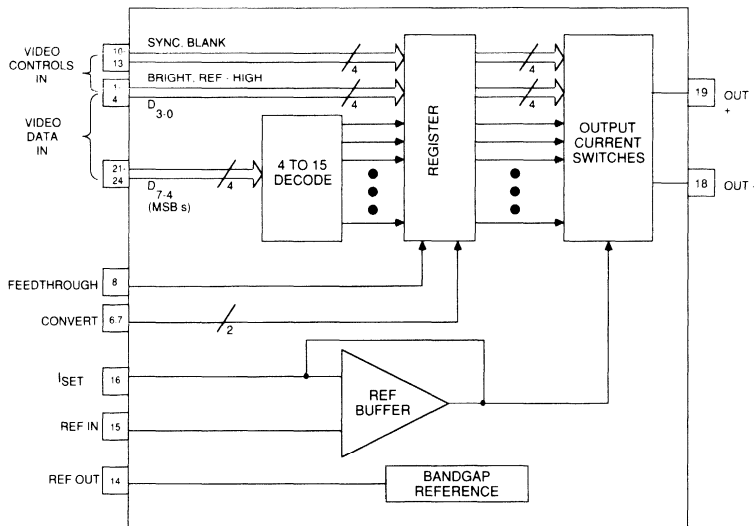 VIDEO
CONTROLS
IN
10-
13
SYNC. BLANK
4
4
1-
4
BRIGHT. REF - HIGH
D3-0
4
4
VIDEO
DATA
IN
21-
24
D7-4
(MSB s)
4
4 TO 15
DECODE
REGISTER
OUTPUT
CURRENT
SWITCHES
19
OUT
+
18
OUT -
FEEDTHROUGH
8
CONVERT
6.7
2
ISET
16
REF IN
15
REF
BUFFER
REF OUT
14
BANDGAP
REFERENCE